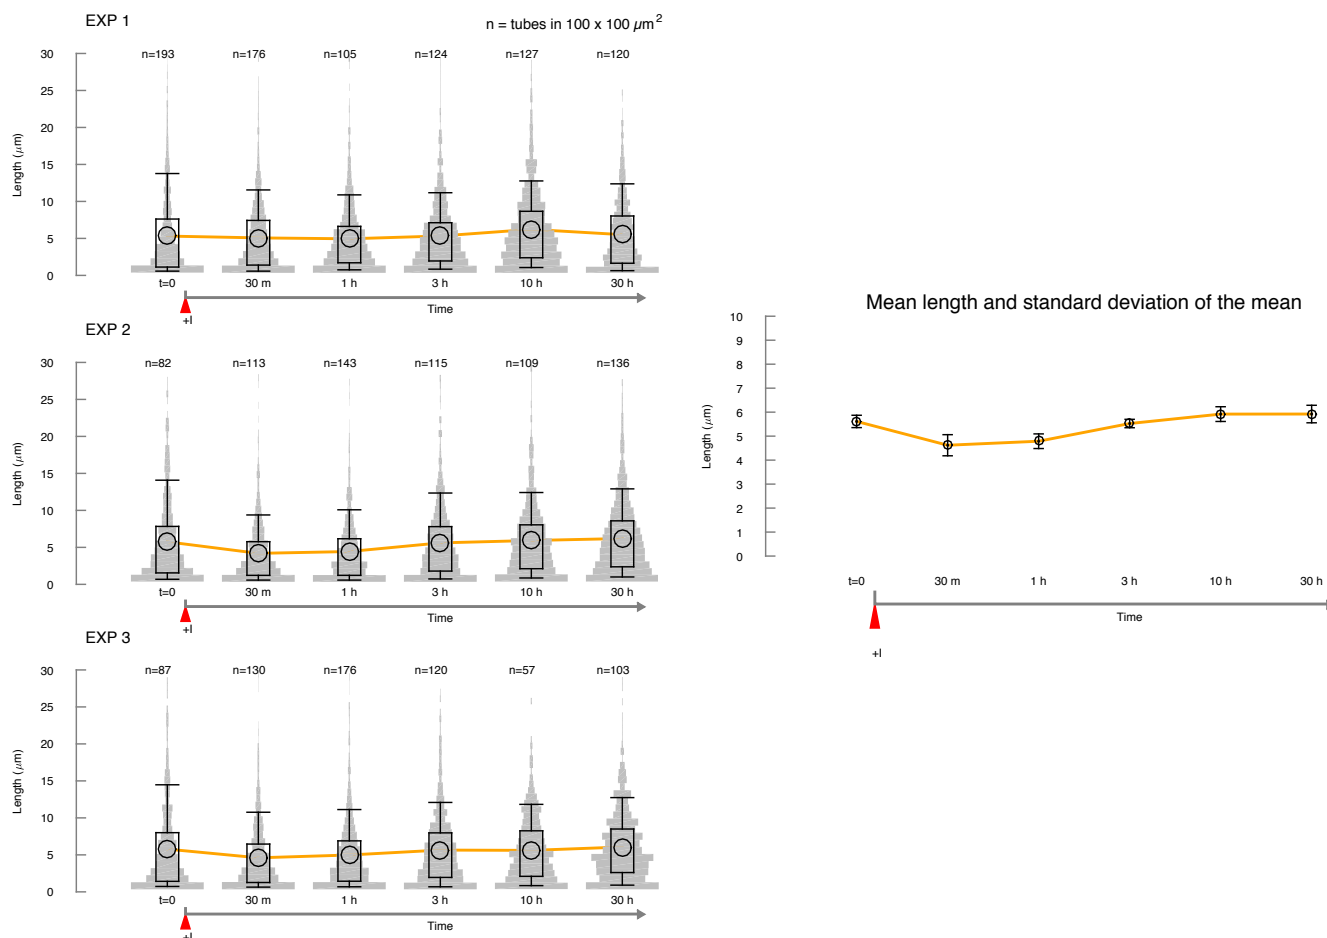 EXP 1
n = tubes in 100 x 100 μm²
n=193 n=176 n=105 n=124 n=127 n=120
30
25
20
15
10
5
0
Length (μm)
t=0 30 m 1 h 3 h 10 h 30 h
Time
+I
EXP 2
n=82 n=113 n=143 n=115 n=109 n=136
30
25
20
15
10
5
0
Length (μm)
t=0 30 m 1 h 3 h 10 h 30 h
Time
+I
EXP 3
n=87 n=130 n=176 n=120 n=57 n=103
30
25
20
15
10
5
0
Length (μm)
t=0 30 m 1 h 3 h 10 h 30 h
Time
+I
Mean length and standard deviation of the mean
10
9
8
7
6
5
4
3
2
1
0
Length (μm)
t=0 30 m 1 h 3 h 10 h 30 h
Time
+I